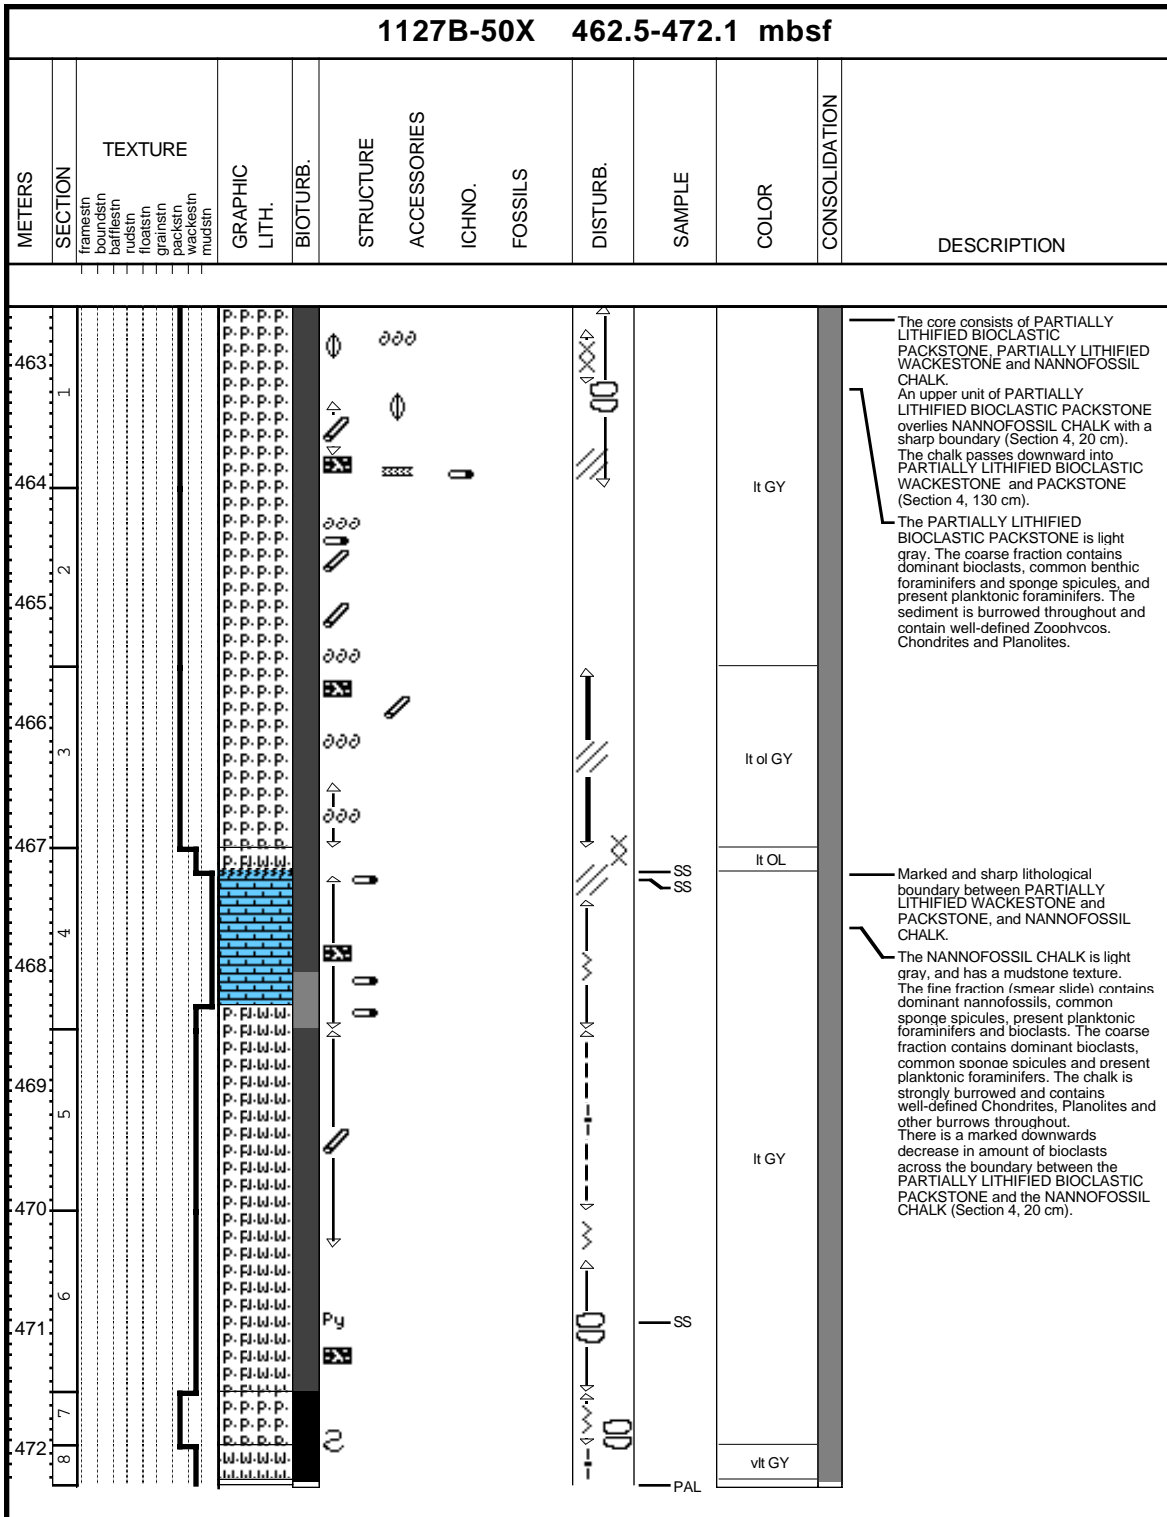 1127B-50X 462.5-472.1 mbsf
METERS
SECTION
TEXTURE
framestn
boundstn
bafflestn
rudstn
floatstn
grainstn
packstn
wackestn
mudstn
GRAPHIC
LITH.
BIOTURB.
STRUCTURE
ACCESSORIES
ICHNO.
FOSSILS
DISTURB.
SAMPLE
COLOR
CONSOLIDATION
DESCRIPTION
463
464
465
466
467
468
469
470
471
472
1
2
3
4
5
6
7
8
Py
SS
SS
SS
PAL
lt GY
lt ol GY
lt OL
lt GY
vlt GY
The core consists of PARTIALLY
LITHIFIED BIOCLASTIC
PACKSTONE, PARTIALLY LITHIFIED
WACKESTONE and NANNOFOSSIL
CHALK.
An upper unit of PARTIALLY
LITHIFIED BIOCLASTIC PACKSTONE
overlies NANNOFOSSIL CHALK with a
sharp boundary (Section 4, 20 cm).
The chalk passes downward into
PARTIALLY LITHIFIED BIOCLASTIC
WACKESTONE and PACKSTONE
(Section 4, 130 cm).
The PARTIALLY LITHIFIED
BIOCLASTIC PACKSTONE is light
gray. The coarse fraction contains
dominant bioclasts, common benthic
foraminifers and sponge spicules, and
present planktonic foraminifers. The
sediment is burrowed throughout and
contain well-defined Zoophycos,
Chondrites and Planolites.
Marked and sharp lithological
boundary between PARTIALLY
LITHIFIED WACKESTONE and
PACKSTONE, and NANNOFOSSIL
CHALK.
The NANNOFOSSIL CHALK is light
gray, and has a mudstone texture.
The fine fraction (smear slide) contains
dominant nannofossils, common
sponge spicules, present planktonic
foraminifers and bioclasts. The coarse
fraction contains dominant bioclasts,
common sponge spicules and present
planktonic foraminifers. The chalk is
strongly burrowed and contains
well-defined Chondrites, Planolites and
other burrows throughout.
There is a marked downwards
decrease in amount of bioclasts
across the boundary between the
PARTIALLY LITHIFIED BIOCLASTIC
PACKSTONE and the NANNOFOSSIL
CHALK (Section 4, 20 cm).